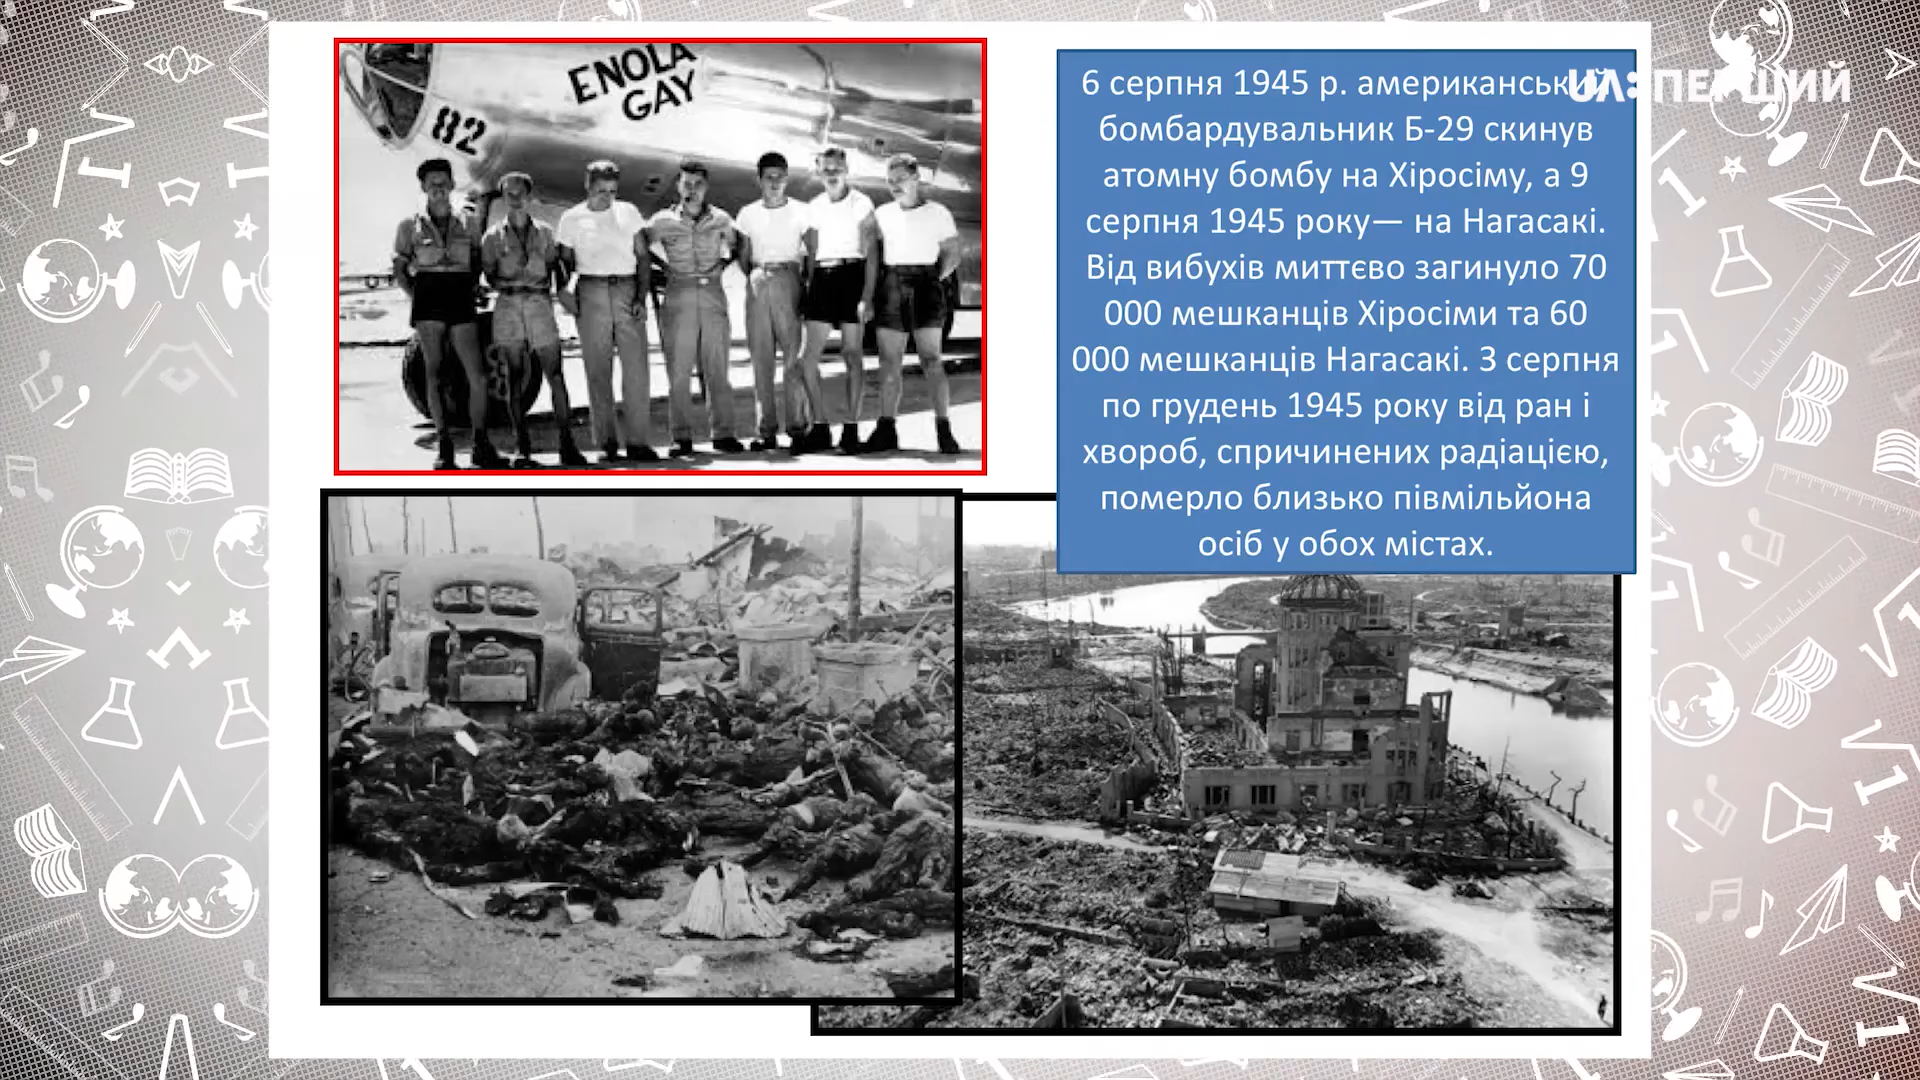 ENOLA
GAY
82
6 серпня 1945 р. американський
бомбардувальник Б-29 скинув
атомну бомбу на Хіросіму, а 9
серпня 1945 року— на Нагасакі.
Від вибухів миттєво загинуло 70
000 мешканців Хіросіми та 60
000 мешканців Нагасакі. З серпня
по грудень 1945 року від ран і
хвороб, спричинених радіацією,
померло близько півмільйона
осіб у обох містах.
UA:ПЕРШИЙ